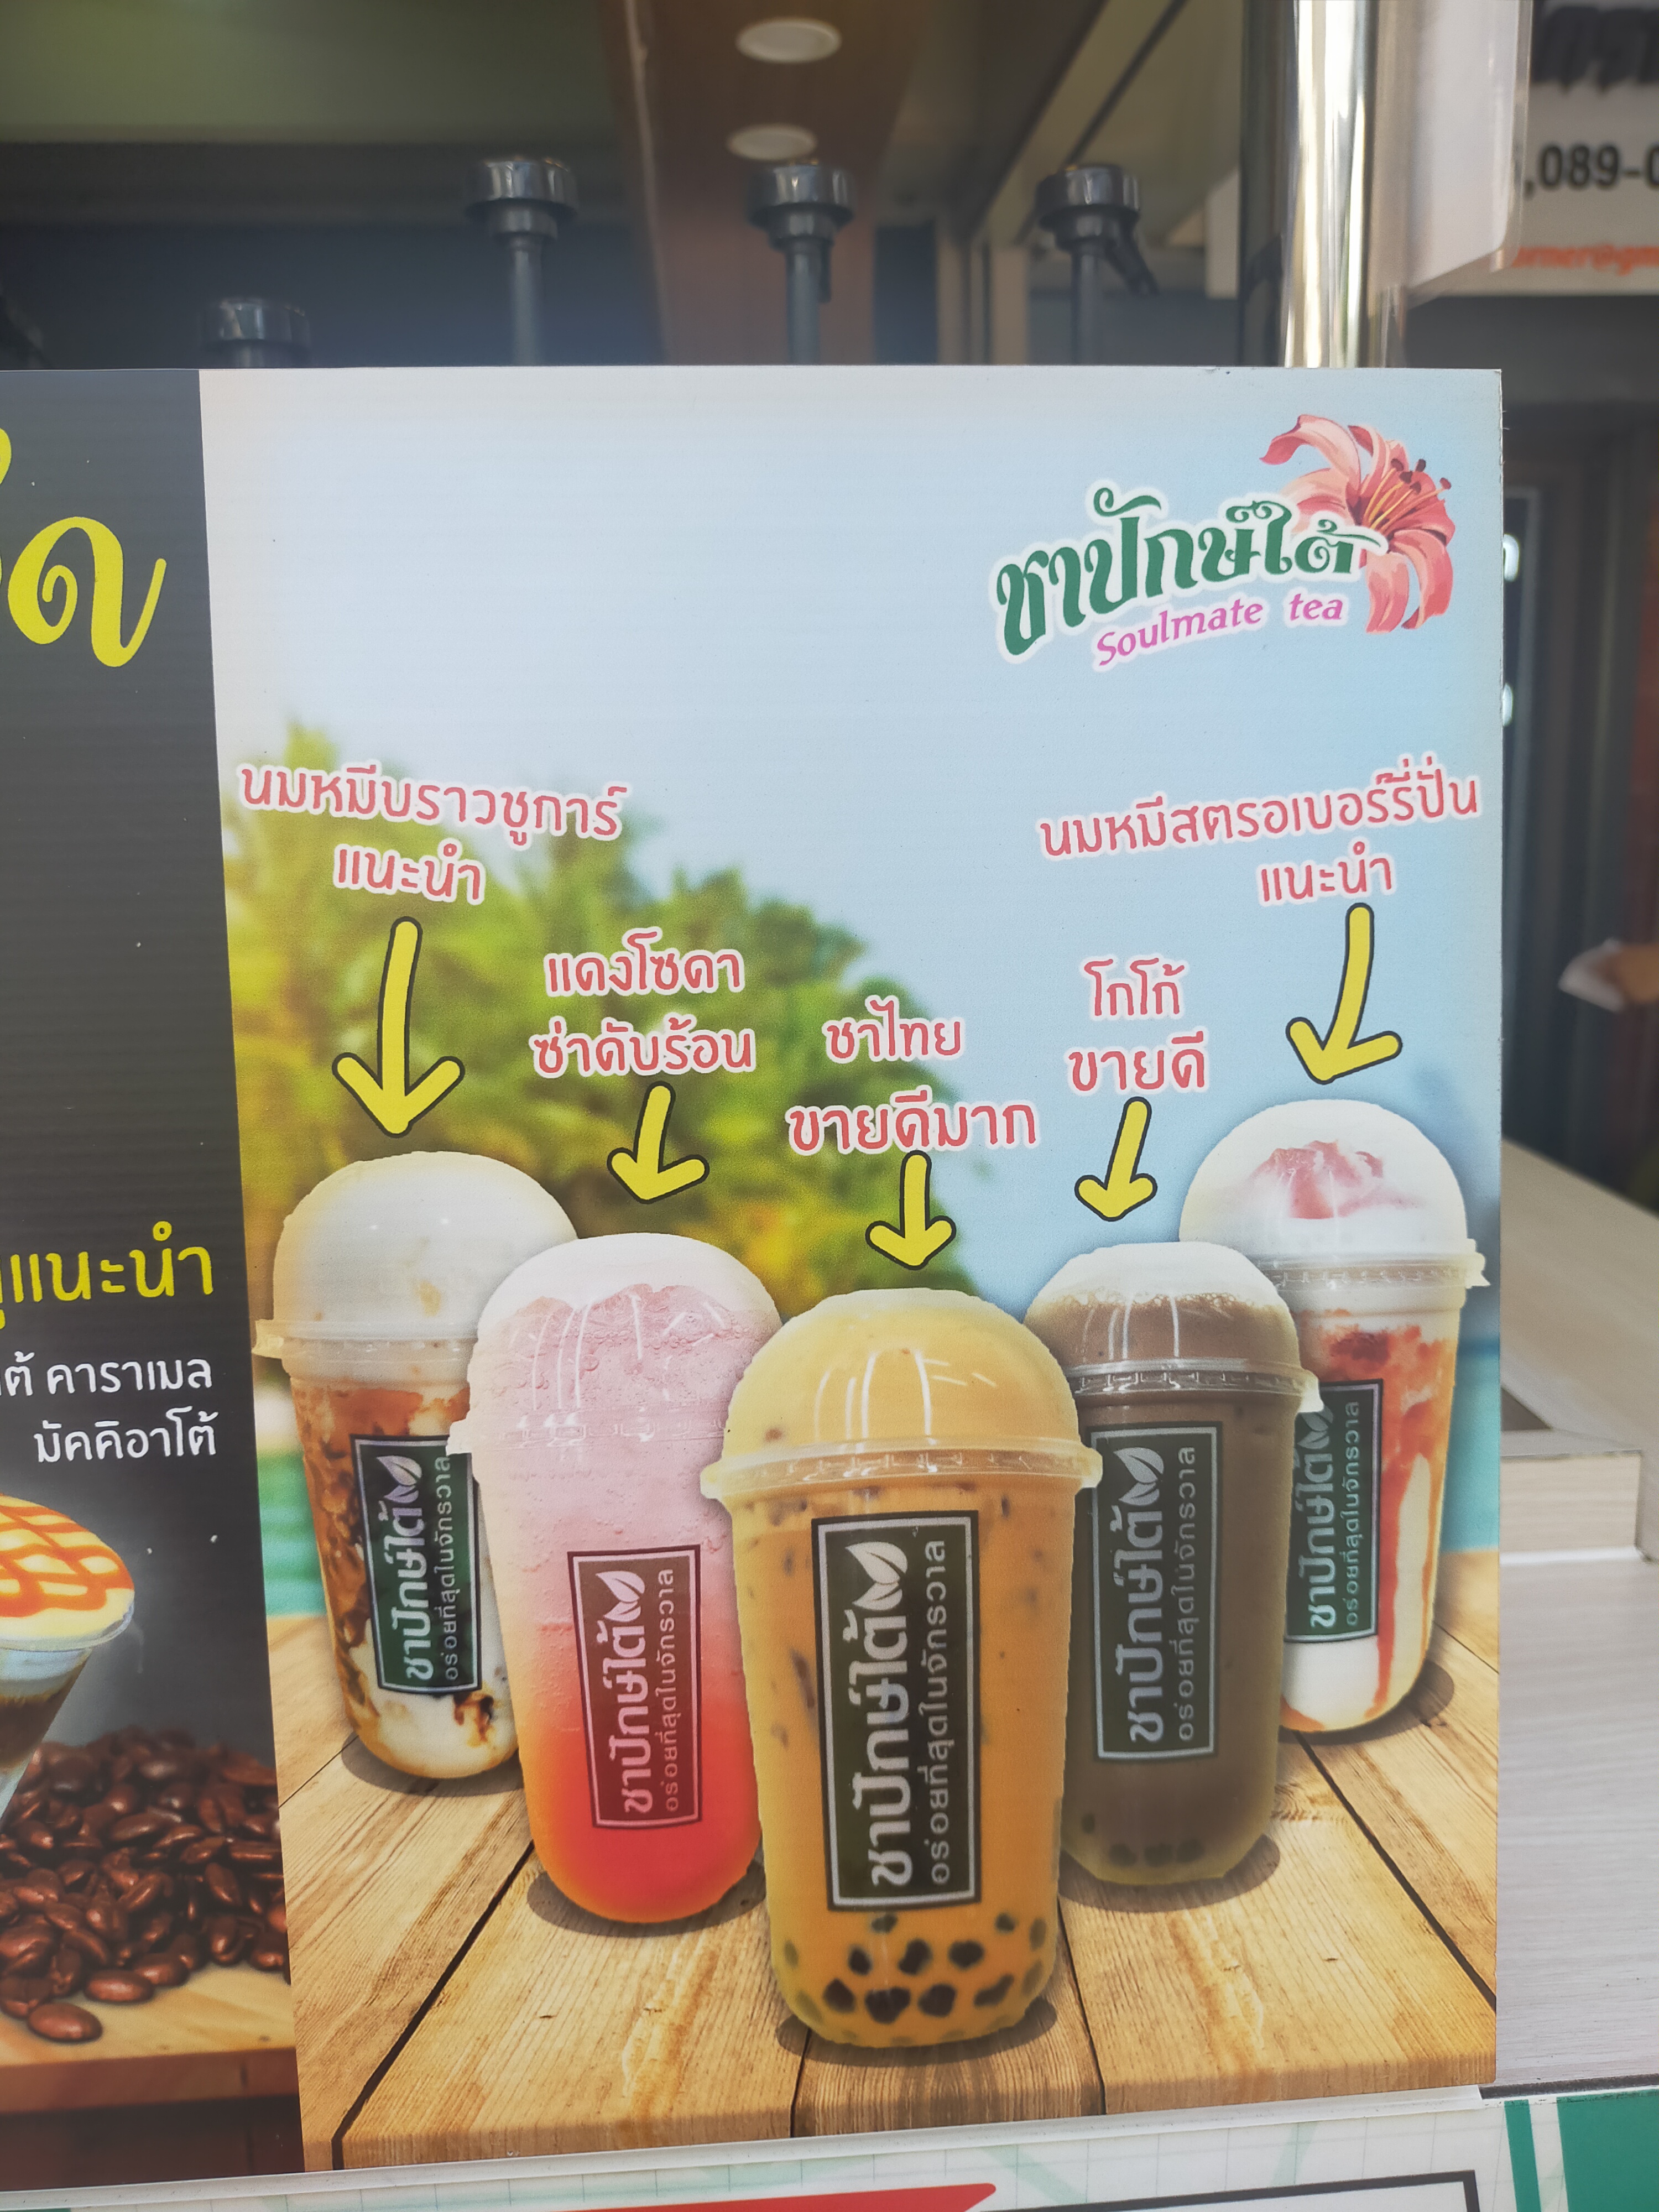 ,089-0
ชาปักษ์ใต้
Soulmate tea
นมหมีบราวชูการ์
แนะนำ
นมหมีสตรอเบอร์รี่ปั่น
แนะนำ
แดงโซดา
ซ่าดับร้อน
ชาไทย
ขายดีมาก
โกโก้
ขายดี
แนะนำ
คาราเมล
มัคคิอาโต้
ชาปักษ์ใต้
อร่อยที่สุดในจักรวาล
ชาปักษ์ใต้
อร่อยที่สุดในจักรวาล
ชาปักษ์ใต้
อร่อยที่สุดในจักรวาล
ชาปักษ์ใต้
อร่อยที่สุดในจักรวาล
ชาปักษ์ใต้
อร่อยที่สุดในจักรวาล